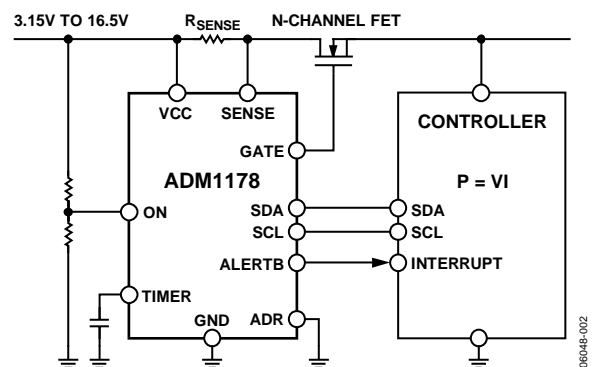 3.15V TO 16.5V
RSENSE
N-CHANNEL FET
VCC
SENSE
CONTROLLER
GATE
ADM1178
P = VI
ON
SDA
SDA
SCL
SCL
ALERTB
INTERRUPT
TIMER
GND
ADR
06048-002